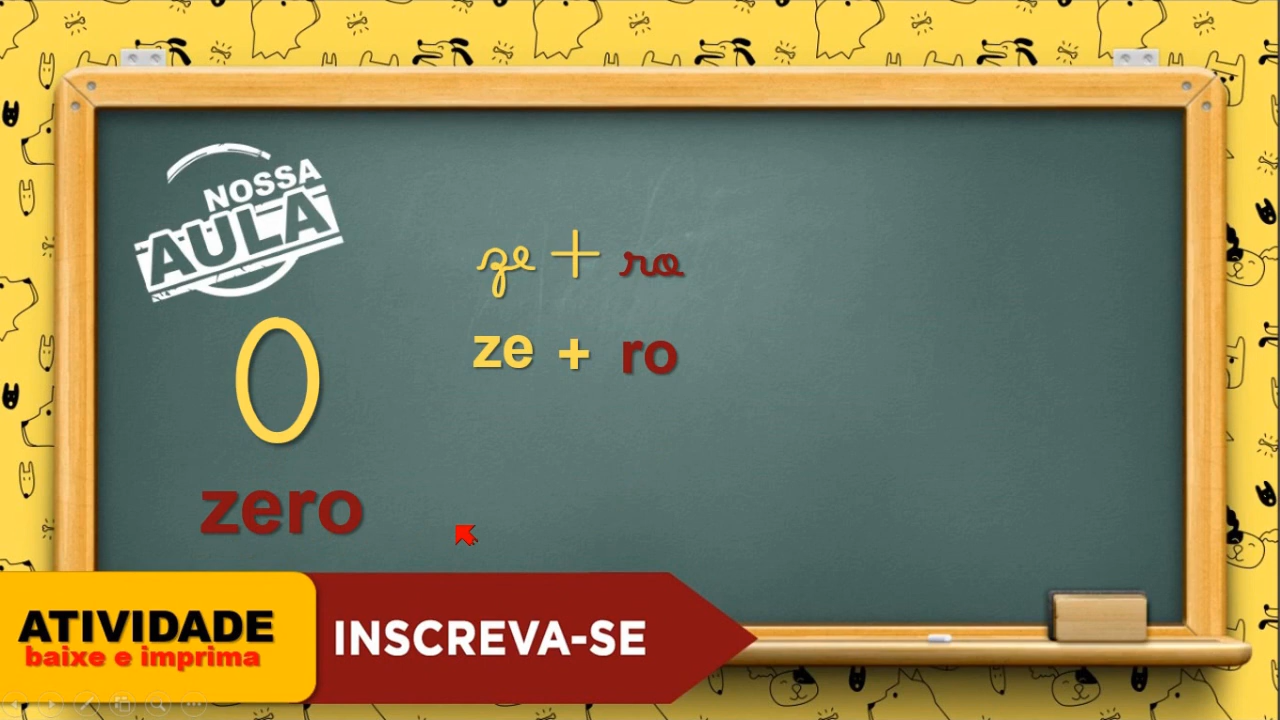 NOSSA
AULA
ze + ro
ze + ro
0
zero
ATIVIDADE
baixe e imprima
INSCREVA-SE